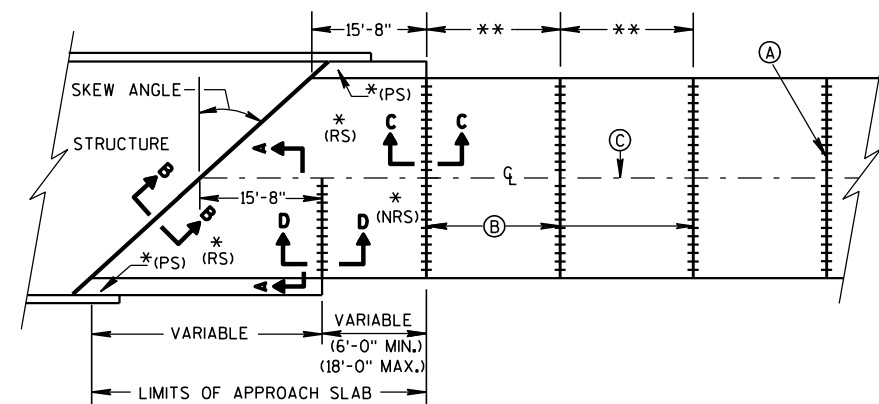 15'-8" ** **
A
SKEW ANGLE
*(PS)
*
(RS)
C C
STRUCTURE
A
B
℄
C
15'-8"
*
(NRS)
B
D D
B
*
(RS)
*(PS)
A
VARIABLE
VARIABLE
(6'-0" MIN.)
(18'-0" MAX.)
LIMITS OF APPROACH SLAB